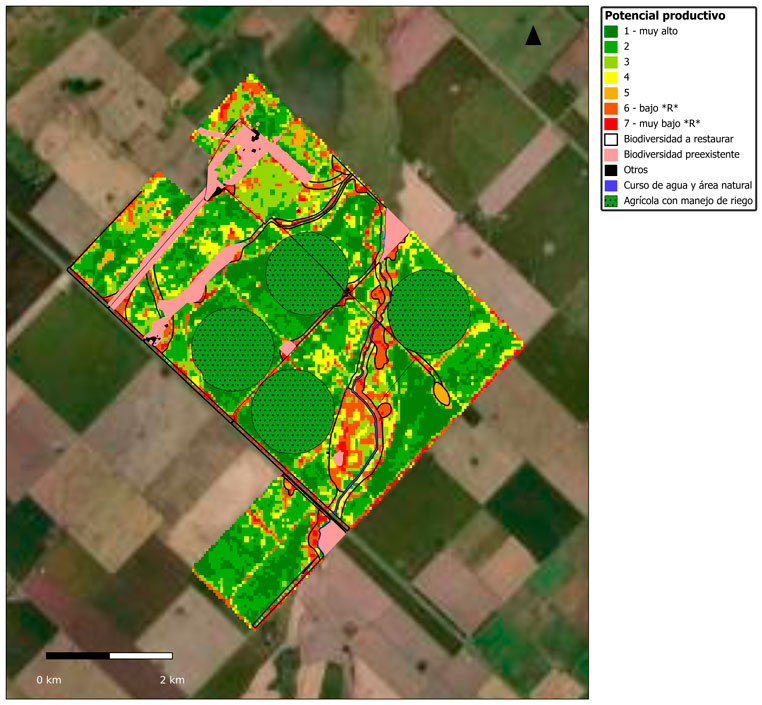 Potencial productivo
1 - muy alto
2
3
4
5
6 - bajo *R*
7 - muy bajo *R*
Biodiversidad a restaurar
Biodiversidad preexistente
Otros
Curso de agua y área natural
Agrícola con manejo de riego
0 km 2 km